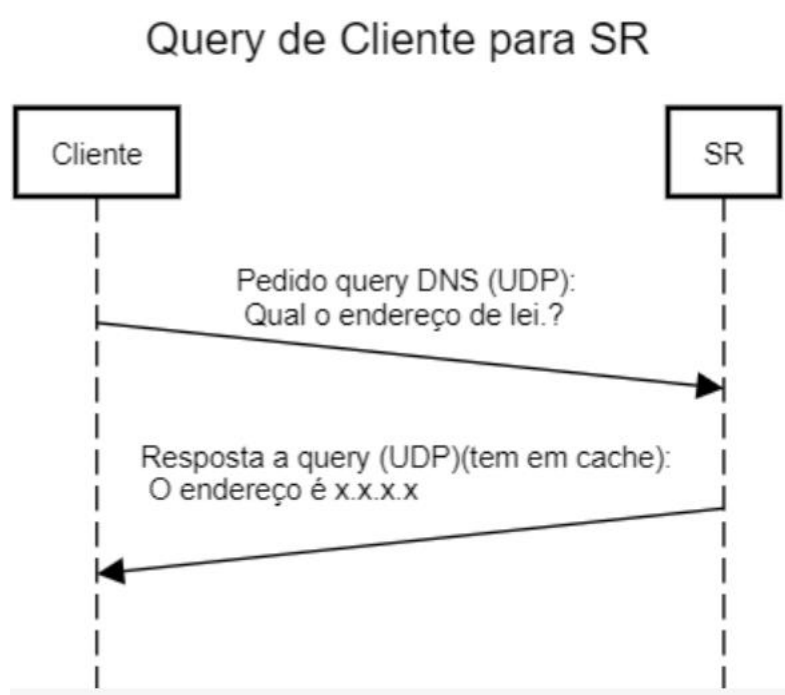 Query de Cliente para SR
Cliente
SR
Pedido query DNS (UDP):
Qual o endereço de lei.?
Resposta a query (UDP)(tem em cache):
O endereço é x.x.x.x